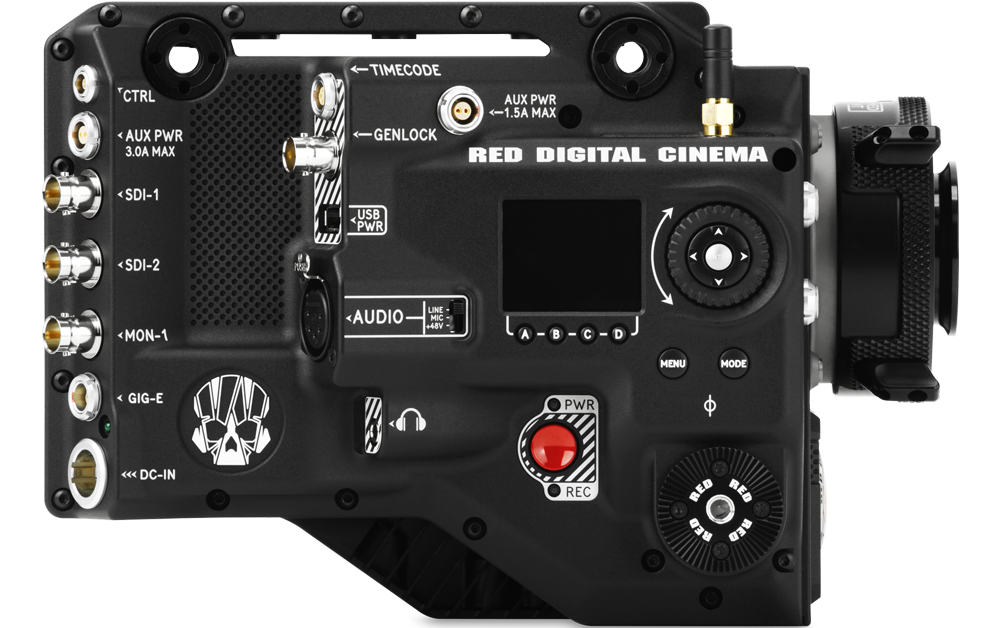 CTRL
AUX PWR
3.0A MAX
SDI-1
SDI-2
MON-1
GIG-E
DC-IN
TIMECODE
GENLOCK
AUX PWR
1.5A MAX
RED DIGITAL CINEMA
USB
PWR
AUDIO
LINE
MIC
+48V
A B C D
MENU
MODE
PWR
REC
RED
RED
RED
RED